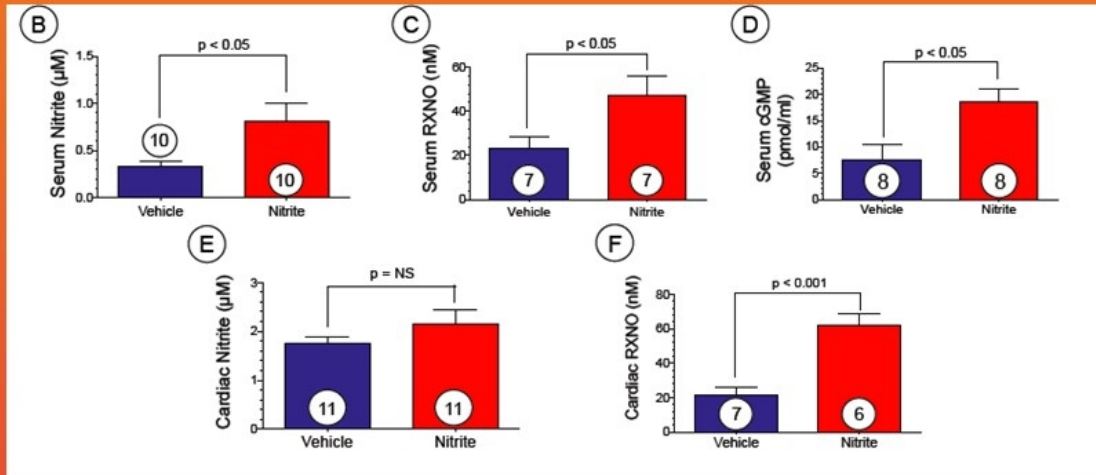 B
p < 0.05
Serum Nitrite (µM)
1.5
1.0
0.5
0.0
10
10
Vehicle
Nitrite
C
p < 0.05
Serum RXNO (nM)
60
40
20
0
7
7
Vehicle
Nitrite
D
p < 0.05
Serum cGMP
(pmol/ml)
25
20
15
10
5
0
8
8
Vehicle
Nitrite
E
p = NS
Cardiac Nitrite (µM)
3
2
1
0
11
11
Vehicle
Nitrite
F
p < 0.001
Cardiac RXNO (nM)
80
60
40
20
0
7
6
Vehicle
Nitrite